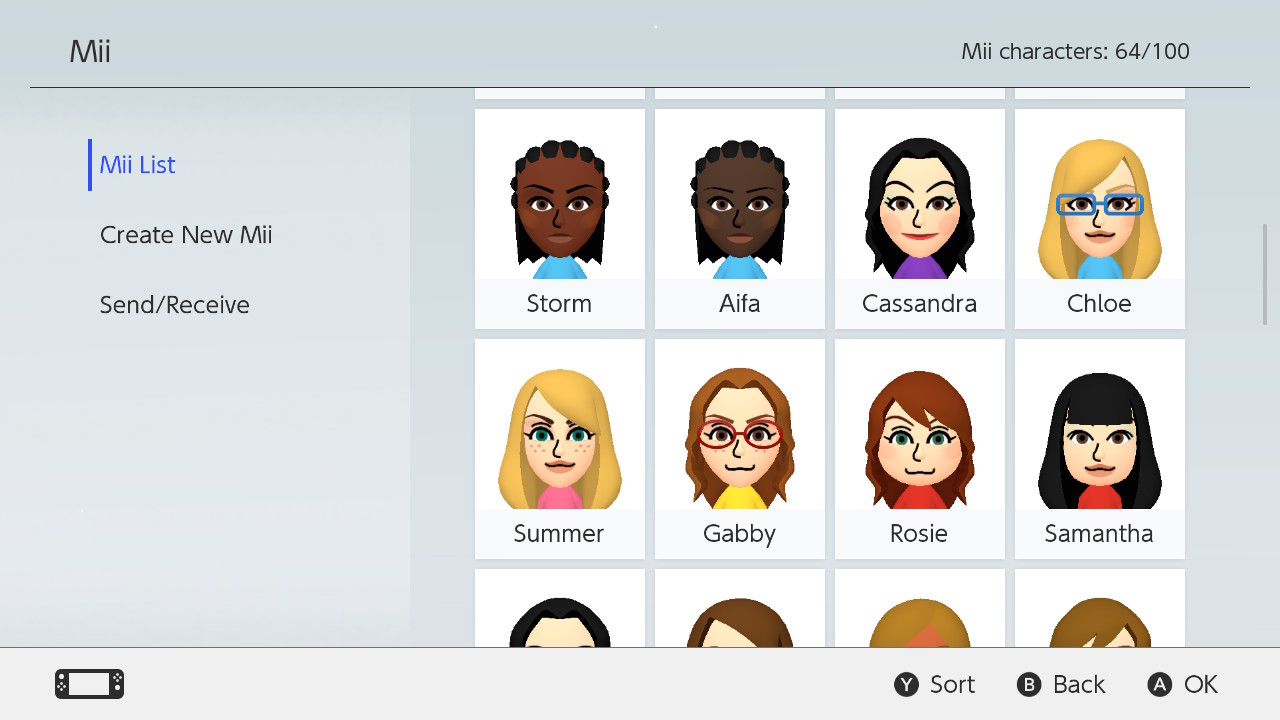 Mii
Mii characters: 64/100
Mii List
Create New Mii
Send/Receive
Storm
Aifa
Cassandra
Chloe
Summer
Gabby
Rosie
Samantha
Y Sort
B Back
A OK